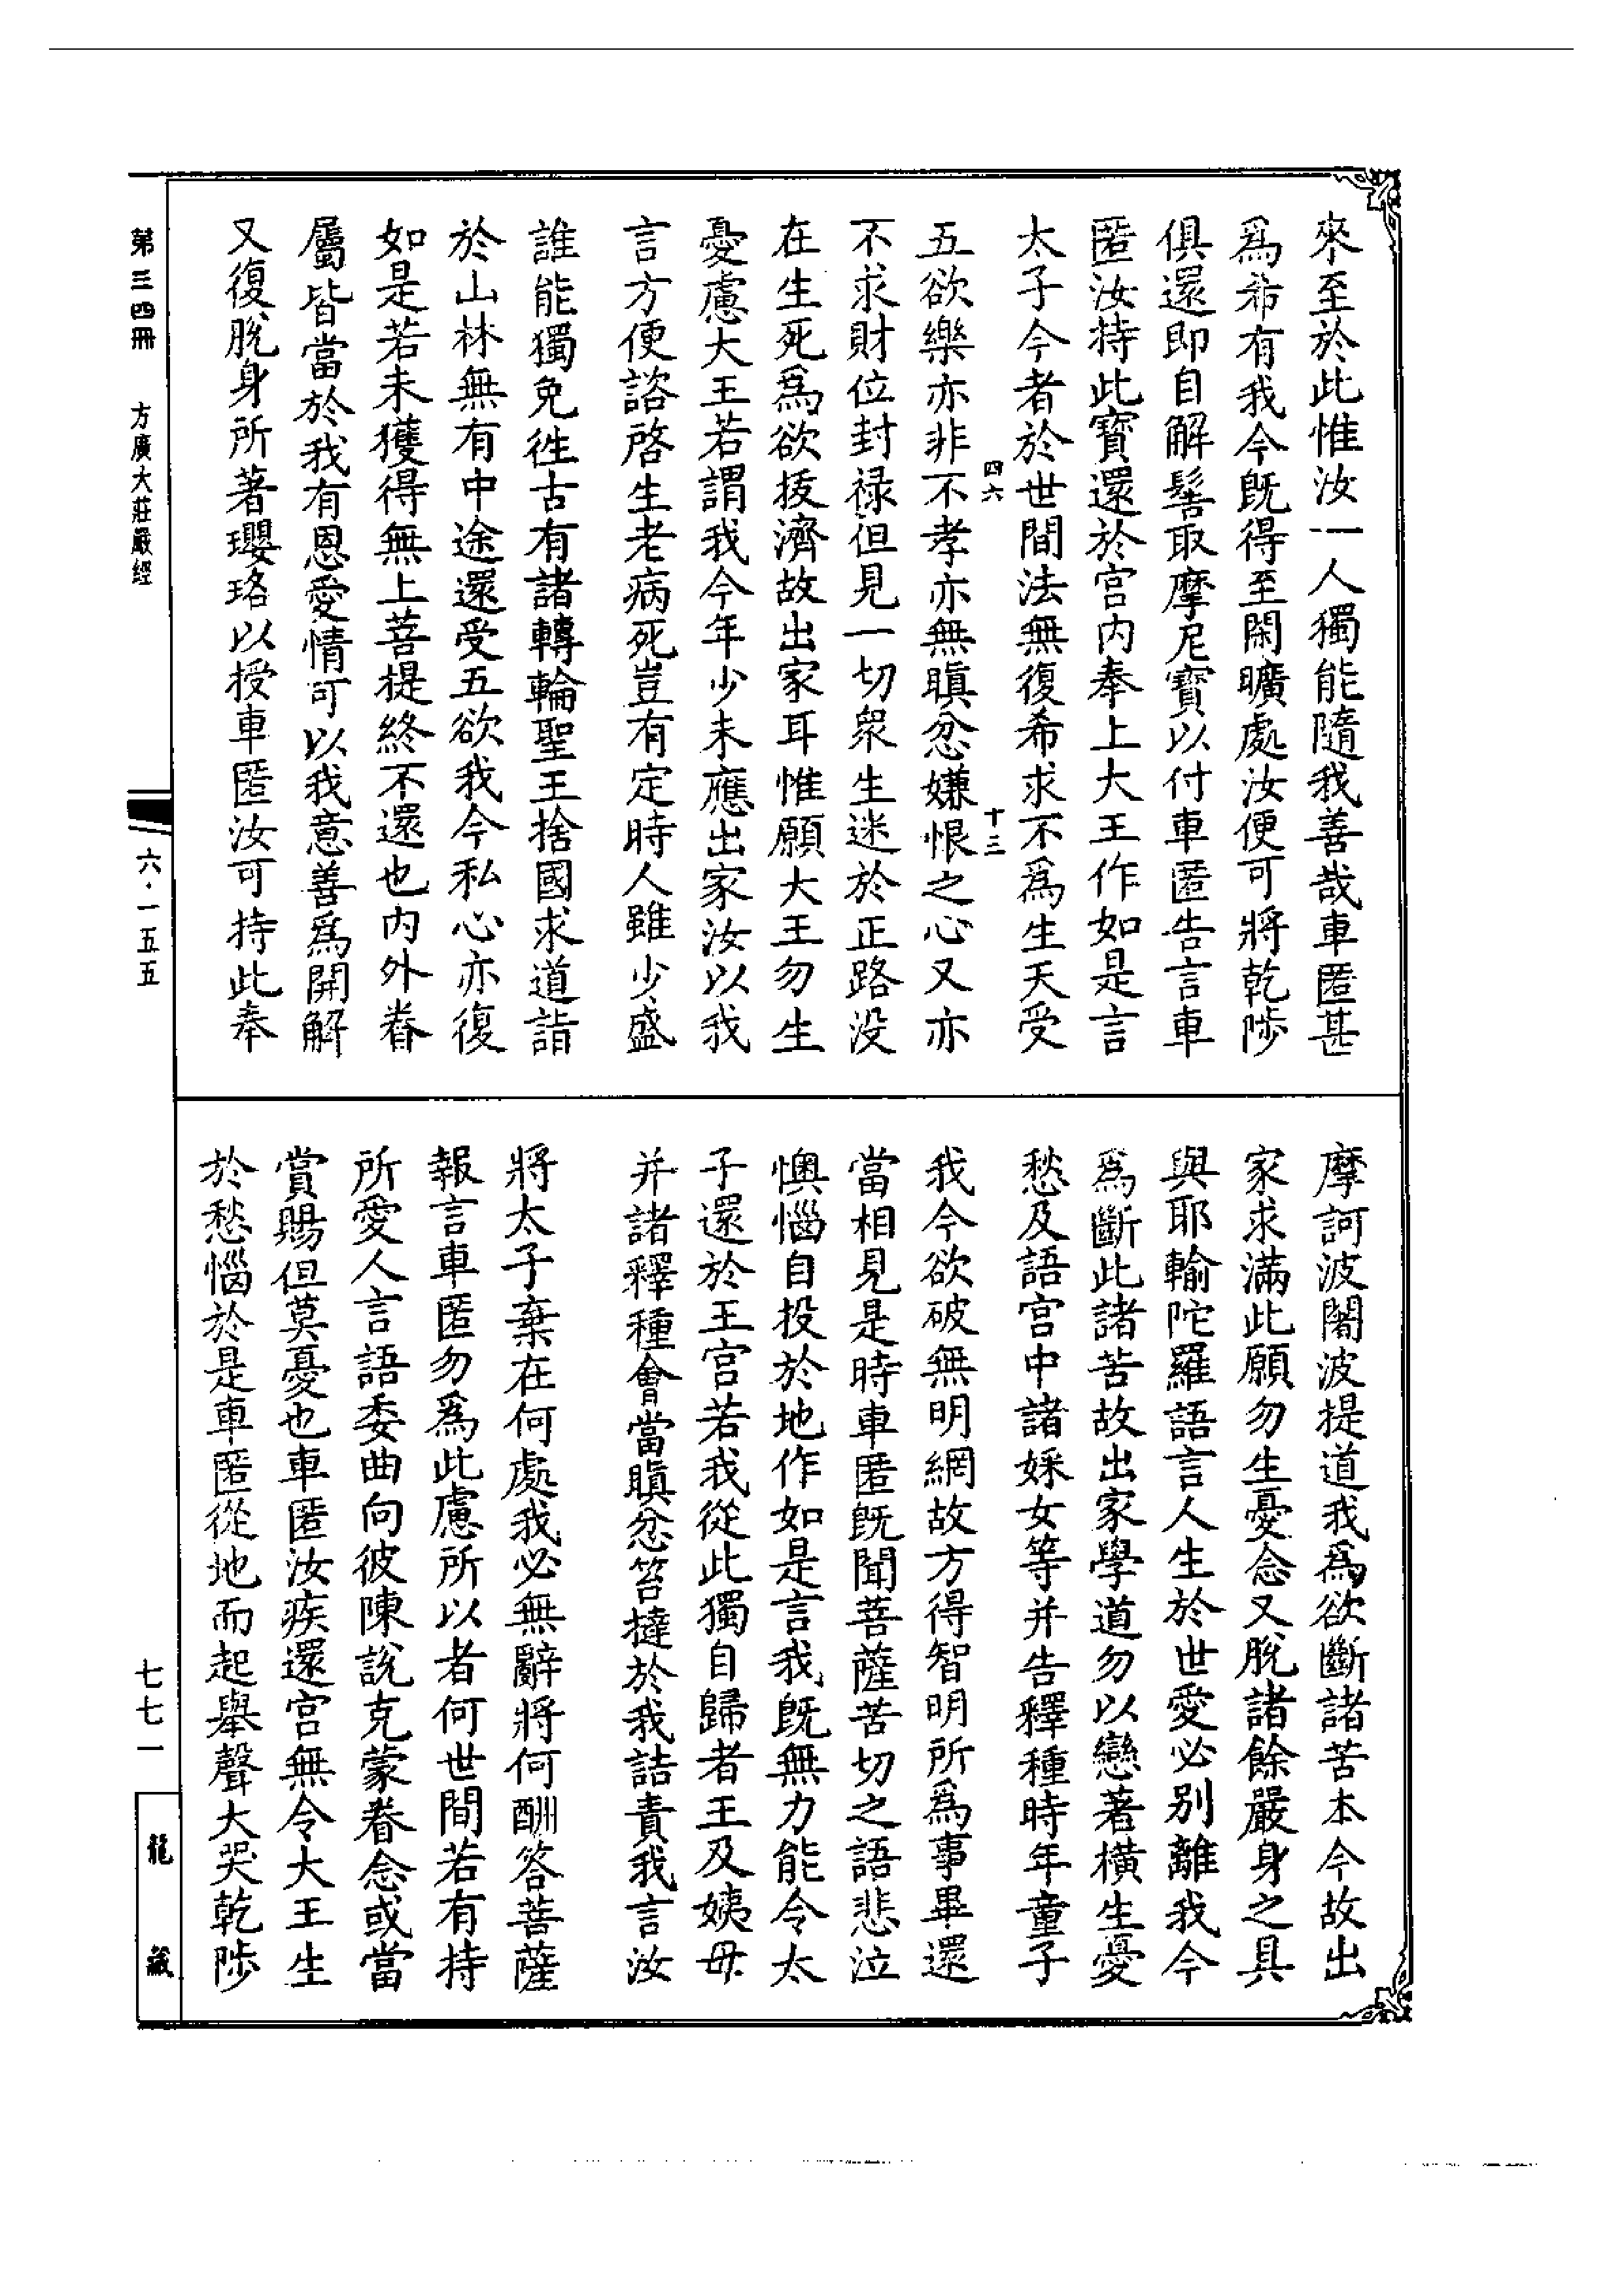 來至於此惟汝一人獨能隨我善哉車匿甚
爲希有我今旣得至閑曠處汝便可將乾陟
俱還即自解髻取摩尼寶以付車匿告言車
匿汝持此寶還於宮内奉上大王作如是言
太子今者於世間法無復希求不爲生天受
四六　十三
五欲樂亦非不孝亦無瞋忿嫌恨之心又亦
不求財位封禄但見一切衆生迷於正路没
在生死爲欲拔濟故出家耳惟願大王勿生
憂慮大王若謂我今年少未應出家汝以我
言方便諮啓生老病死豈有定時人雖少盛
誰能獨免徃古有諸轉輪聖王捨國求道詣
於山林無有中途還受五欲我今私心亦復
如是若未獲得無上菩提終不還也内外眷
屬皆當於我有恩愛情可以我意善爲開解
又復脫身所著瓔珞以授車匿汝可持此奉
摩訶波闍波提道我爲欲斷諸苦本今故出
家求滿此願勿生憂念又脫諸餘嚴身之具
與耶輸陀羅語言人生於世愛必别離我今
爲斷此諸苦故出家學道勿以戀著横生憂
愁及語宮中諸婇女等并告釋種時年童子
我今欲破無明網故方得智明所爲事畢還
當相見是時車匿旣聞菩薩苦切之語悲泣
懊惱自投於地作如是言我旣無力能令太
子還於王宮若我從此獨自歸者王及姨母
并諸釋種會當瞋忿笞撻於我詰責我言汝
將太子棄在何處我必無辭將何酬答菩薩
報言車匿勿爲此慮所以者何世間若有持
所愛人言語委曲向彼陳說克蒙眷念或當
賞賜但莫憂也車匿汝疾還宮無令大王生
於愁惱於是車匿從地而起舉聲大哭乾陟
第三四冊　方廣大莊嚴經
六·一五五
七七一
龍藏